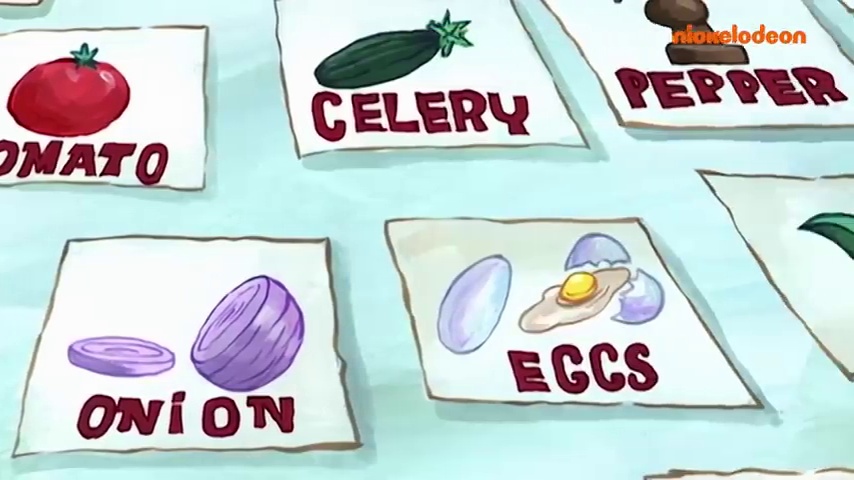 nickelodeon
CELERY
PEPPER
OMATO
EGGS
ONION